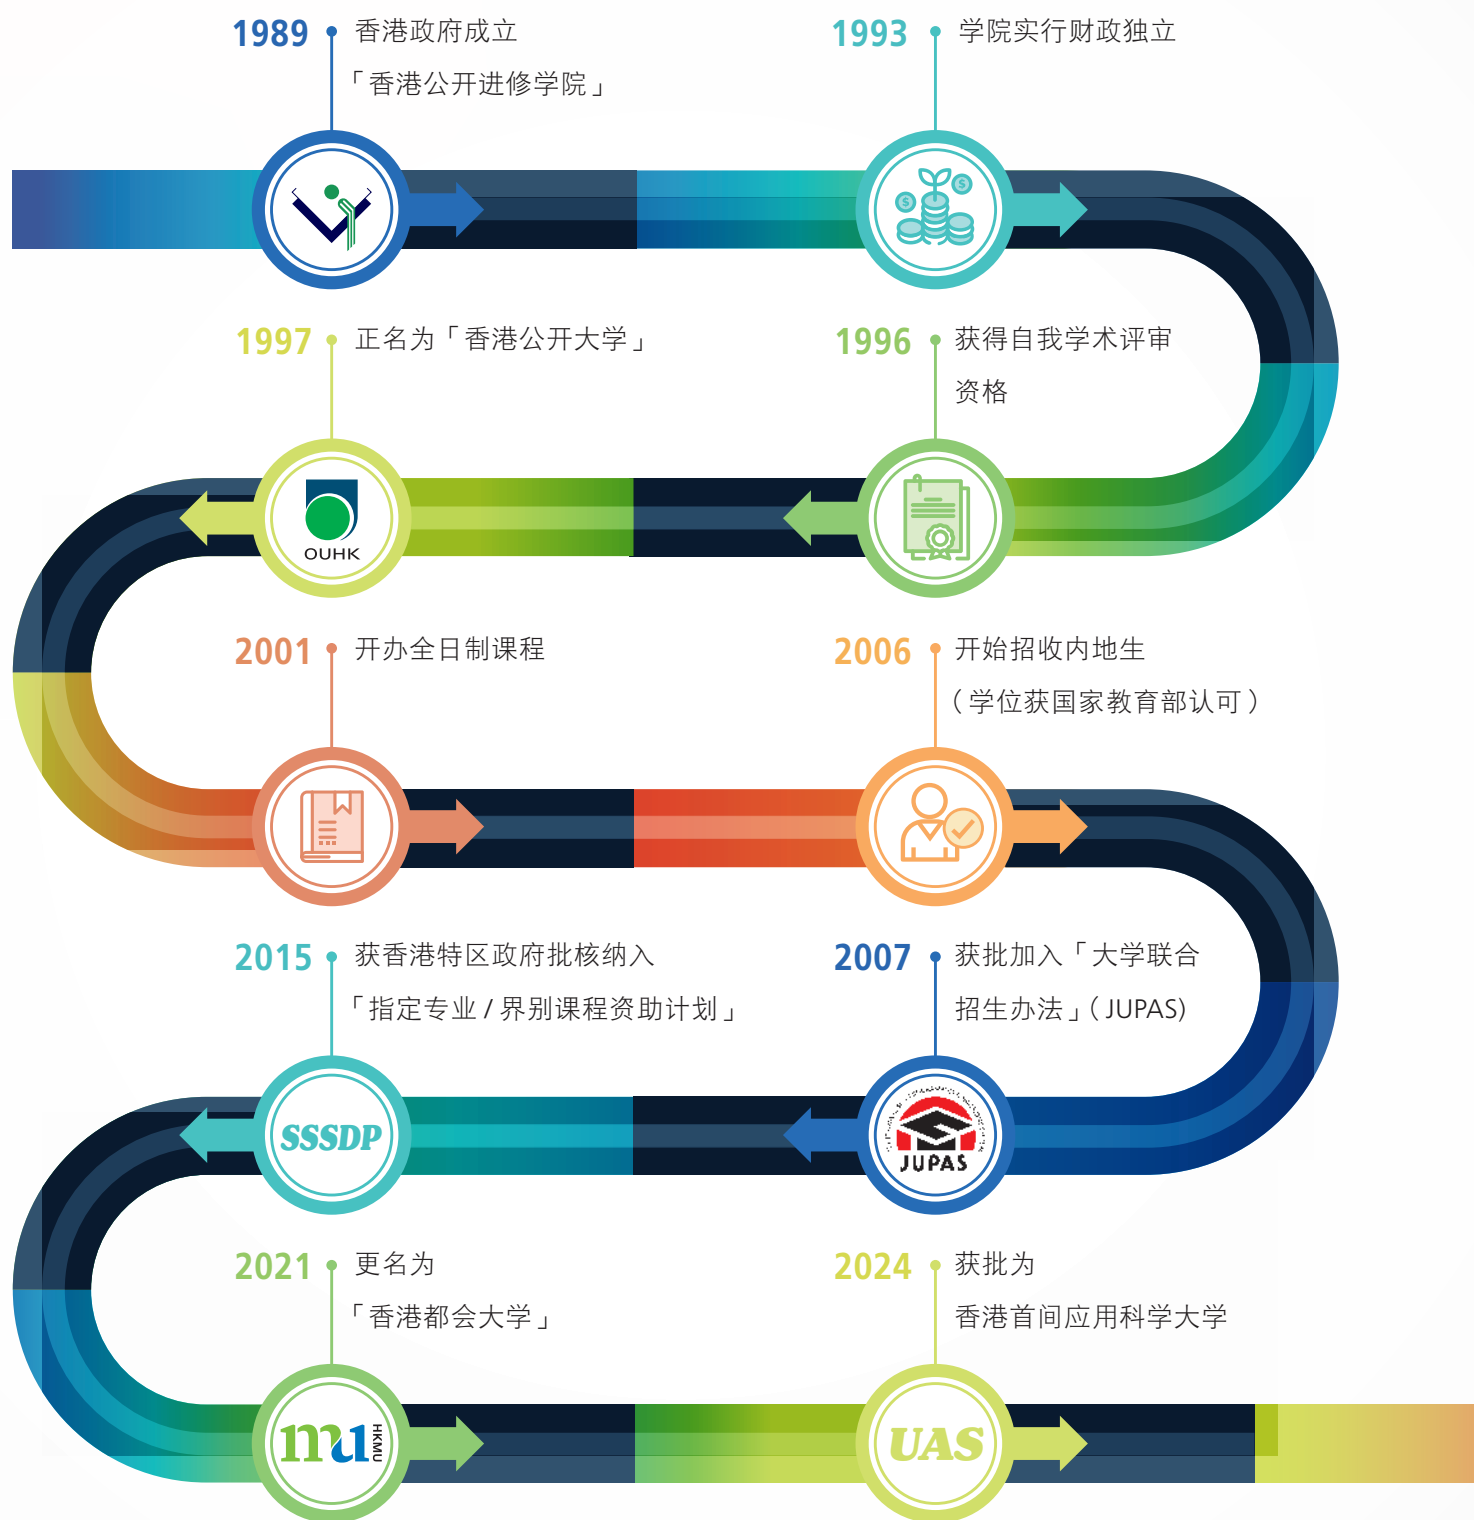 1989
香港政府成立
「香港公开进修学院」
1993
学院实行财政独立
1997
正名为「香港公开大学」
1996
获得自我学术评审
资格
OUHK
2001
开办全日制课程
2006
开始招收内地生
（学位获国家教育部认可）
2015
获香港特区政府批核纳入
「指定专业 / 界别课程资助计划」
2007
获批加入「大学联合
招生办法」（JUPAS)
SSSDP
JUPAS
2021
更名为
「香港都会大学」
2024
获批为
香港首间应用科学大学
mu HKMU
UAS